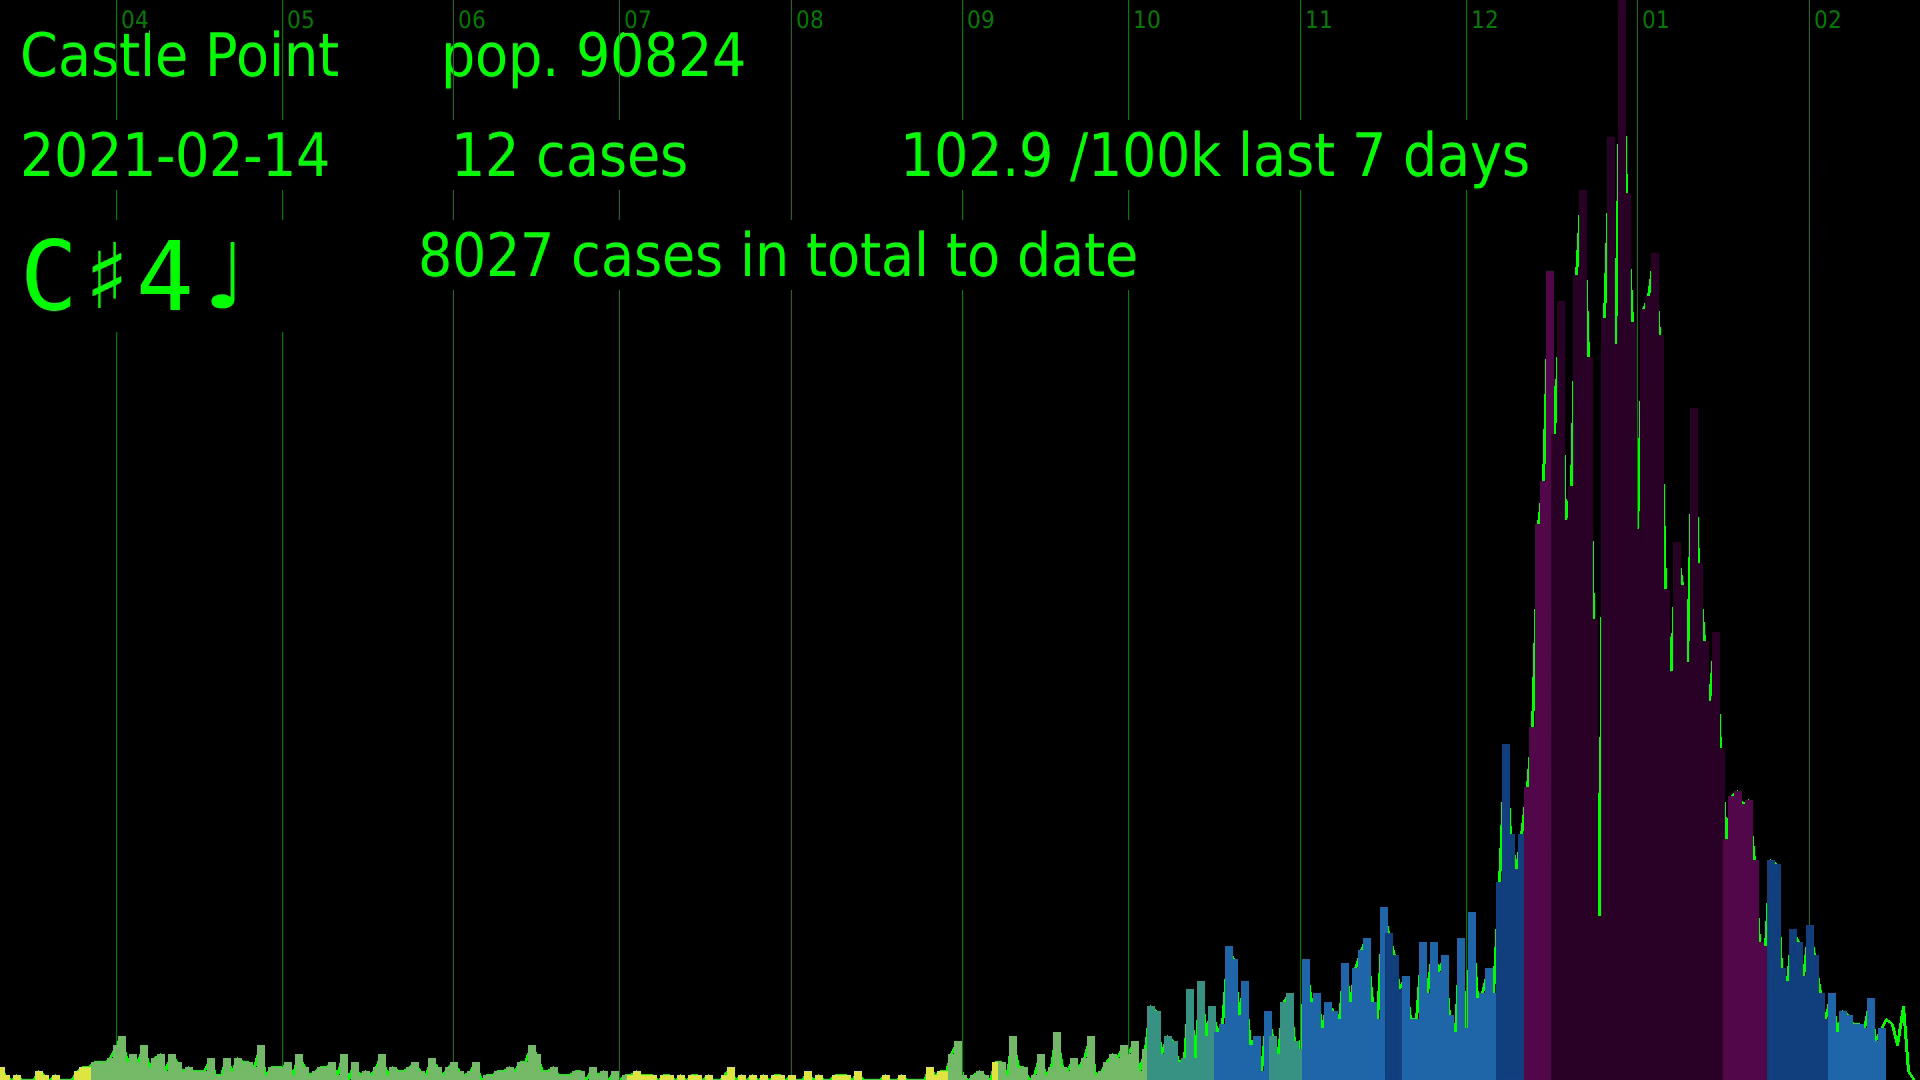 04 05 06 07 08 09 10 11 12 01 02
Castle Point pop. 90824
2021-02-14 12 cases 102.9 /100k last 7 days
C♯4♩ 8027 cases in total to date